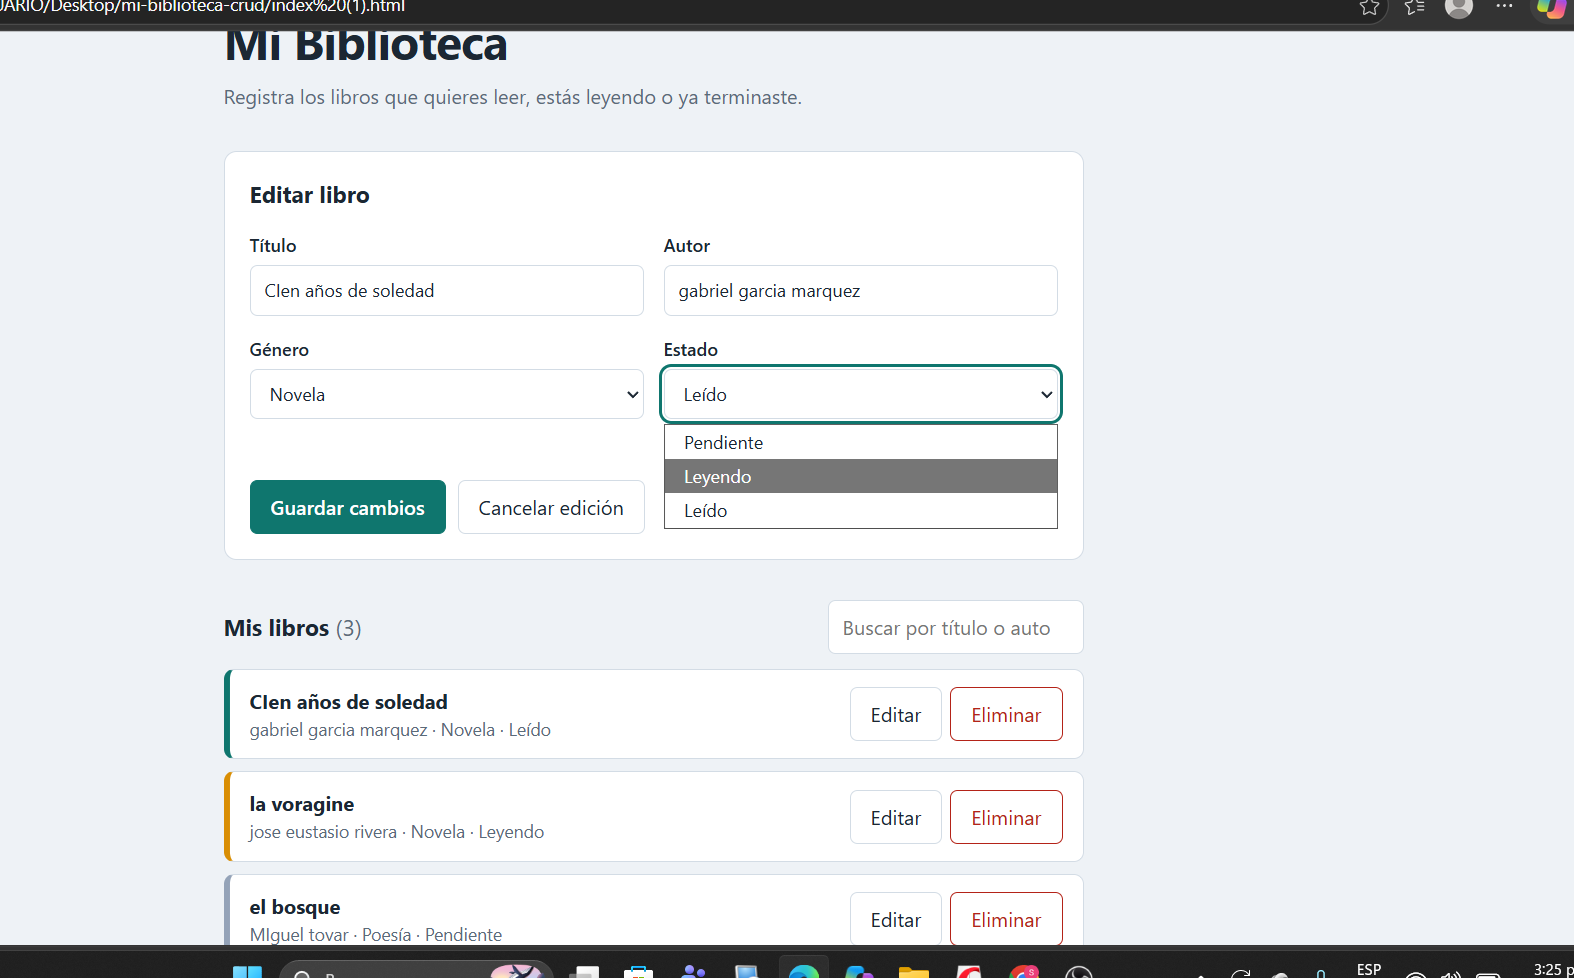 UARIO/Desktop/mi-biblioteca-crud/index%20(1).html
Mi Biblioteca
Registra los libros que quieres leer, estás leyendo o ya terminaste.
Editar libro
Título
Autor
CIen años de soledad
gabriel garcia marquez
Género
Estado
Novela
Leído
Pendiente
Leyendo
Leído
Guardar cambios
Cancelar edición
Mis libros (3)
Buscar por título o auto
CIen años de soledad
gabriel garcia marquez · Novela · Leído
Editar
Eliminar
la voragine
jose eustasio rivera · Novela · Leyendo
Editar
Eliminar
el bosque
MIguel tovar · Poesía · Pendiente
Editar
Eliminar
ESP
3:25 p